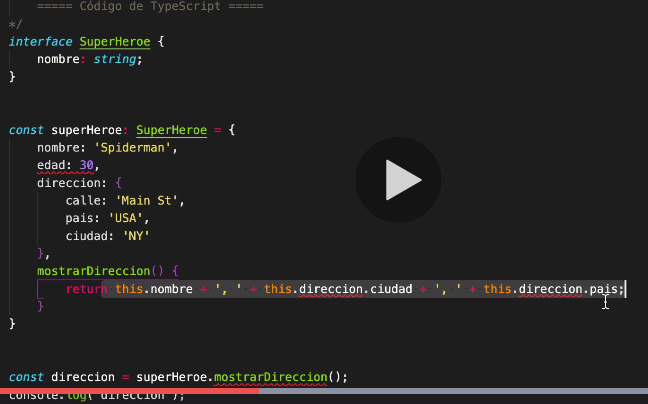 ===== Código de TypeScript =====
*/
interface SuperHeroe {
nombre: string;
}
const superHeroe: SuperHeroe = {
nombre: 'Spiderman',
edad: 30,
direccion: {
calle: 'Main St',
pais: 'USA',
ciudad: 'NY'
},
mostrarDireccion() {
return this.nombre + ', ' + this.direccion.ciudad + ', ' + this.direccion.pais;
}
}
const direccion = superHeroe.mostrarDireccion();
console.log( direccion );